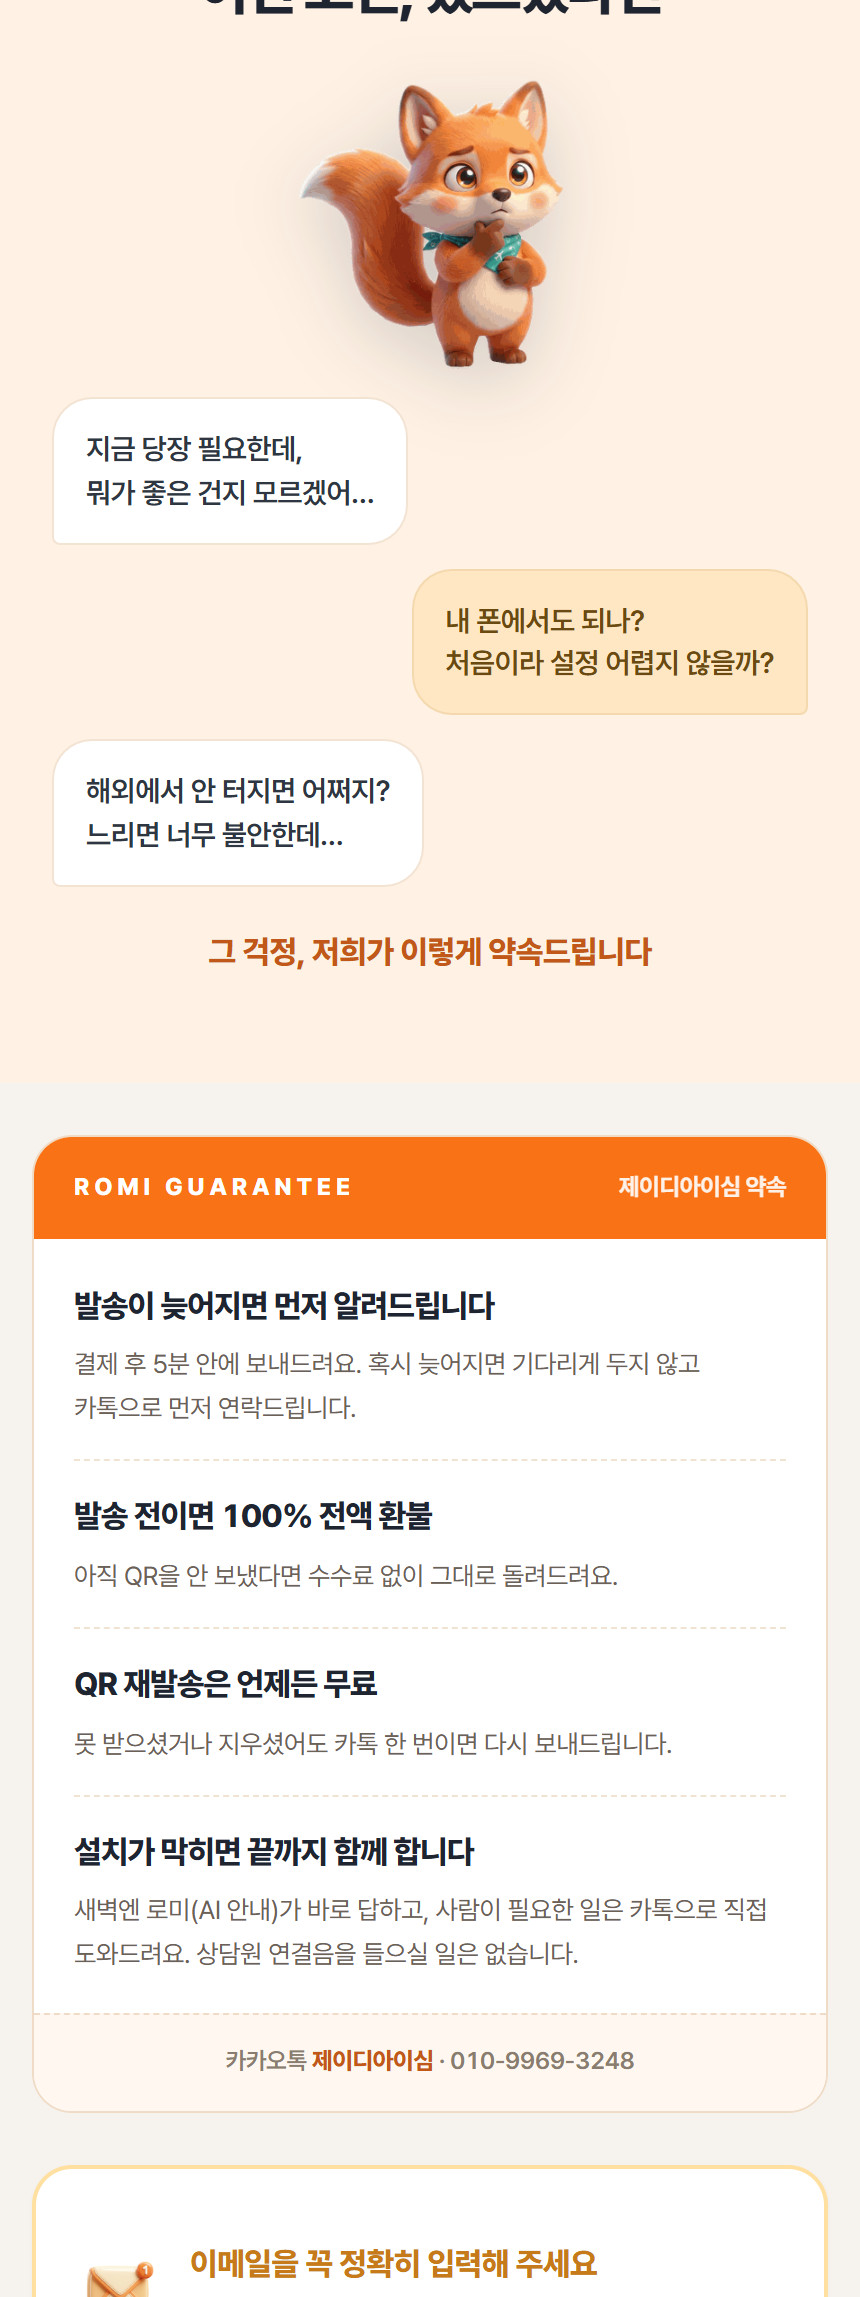 지금 당장 필요한데,
뭐가 좋은 건지 모르겠어...
내 폰에서도 되나?
처음이라 설정 어렵지 않을까?
해외에서 안 터지면 어쩌지?
느리면 너무 불안한데...
그 걱정, 저희가 이렇게 약속드립니다
ROMI GUARANTEE
제이디아이심 약속
발송이 늦어지면 먼저 알려드립니다
결제 후 5분 안에 보내드려요. 혹시 늦어지면 기다리게 두지 않고
카톡으로 먼저 연락드립니다.
발송 전이면 100% 전액 환불
아직 QR을 안 보냈다면 수수료 없이 그대로 돌려드려요.
QR 재발송은 언제든 무료
못 받으셨거나 지우셨어도 카톡 한 번이면 다시 보내드립니다.
설치가 막히면 끝까지 함께 합니다
새벽엔 로미(AI 안내)가 바로 답하고, 사람이 필요한 일은 카톡으로 직접
도와드려요. 상담원 연결음을 들으실 일은 없습니다.
카카오톡 제이디아이심 · 010-9969-3248
1
이메일을 꼭 정확히 입력해 주세요